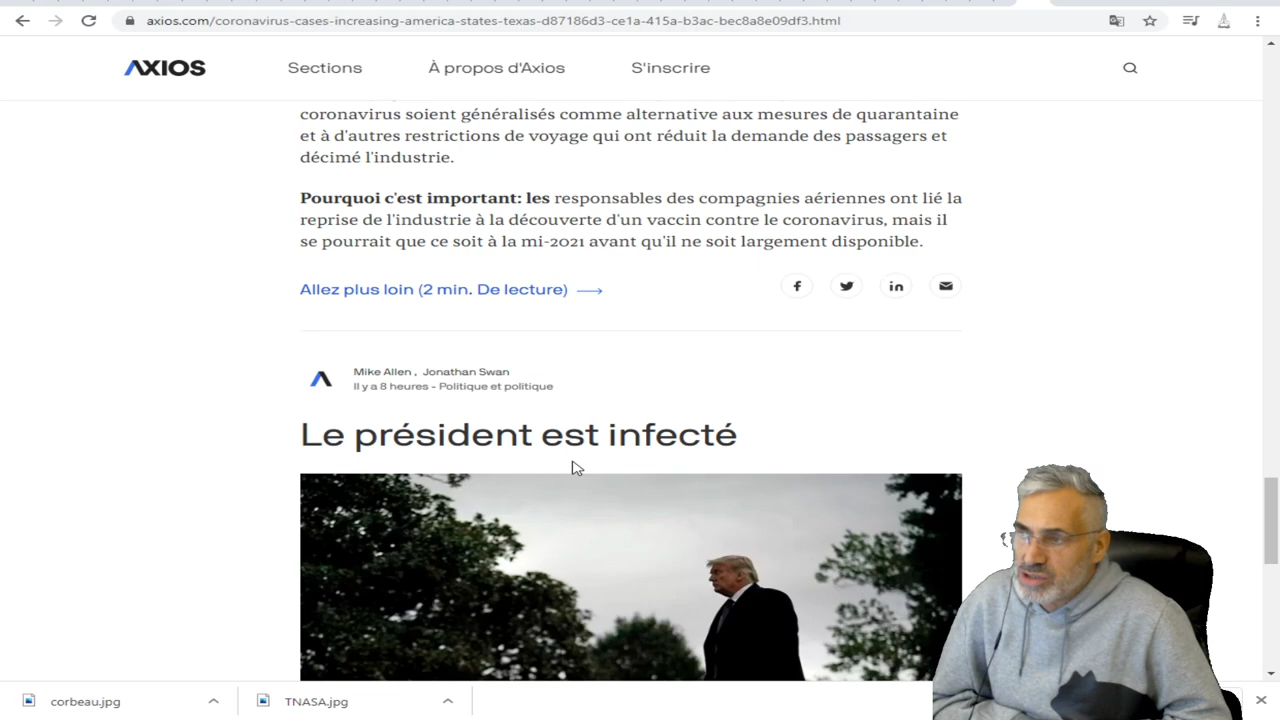 axios.com/coronavirus-cases-increasing-america-states-texas-d87186d3-ce1a-415a-b3ac-bec8a8e09df3.html
AXIOS Sections À propos d'Axios S'inscrire
coronavirus soient généralisés comme alternative aux mesures de quarantaine
et à d'autres restrictions de voyage qui ont réduit la demande des passagers et
décimé l'industrie.
Pourquoi c'est important: les responsables des compagnies aériennes ont lié la
reprise de l'industrie à la découverte d'un vaccin contre le coronavirus, mais il
se pourrait que ce soit à la mi-2021 avant qu'il ne soit largement disponible.
Allez plus loin (2 min. De lecture)
Mike Allen , Jonathan Swan
Il y a 8 heures - Politique et politique
Le président est infecté
corbeau.jpg TNASA.jpg